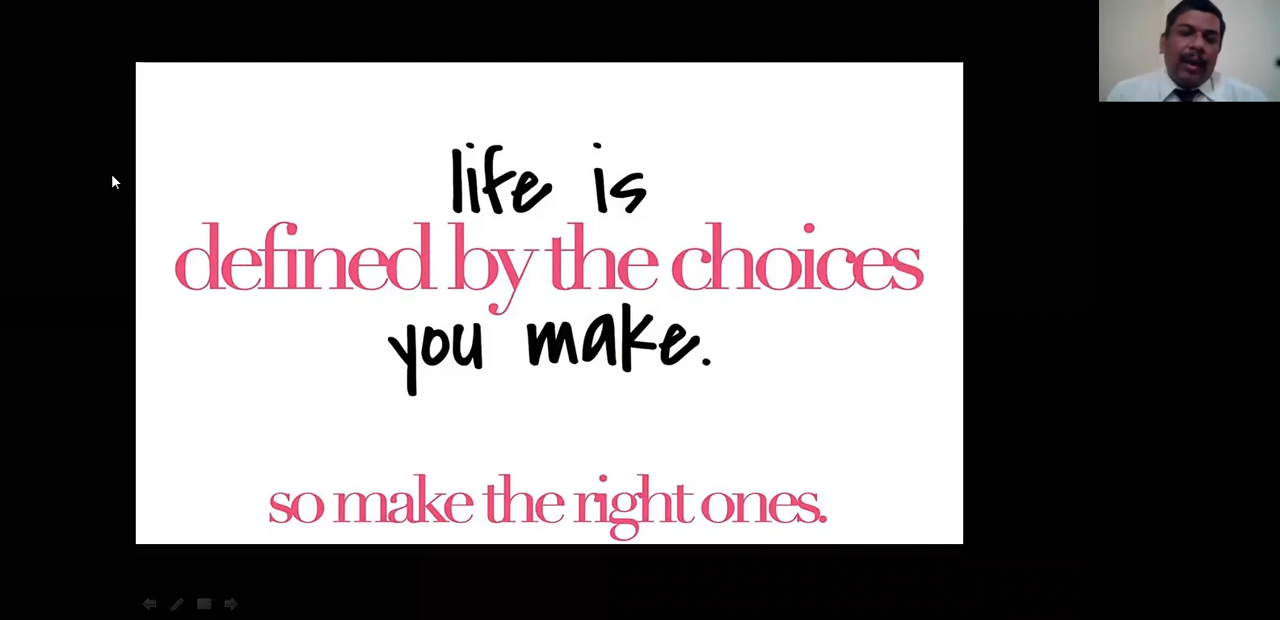 life is
defined by the choices
you make.
so make the right ones.